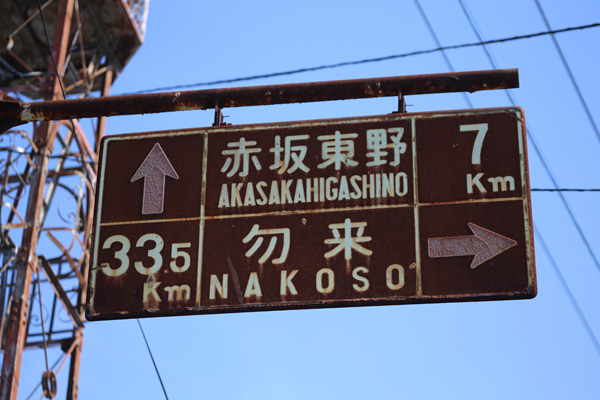 赤坂東野
AKASAKAHIGASHINO
7
Km
33.5
Km
勿来
NAKOSO